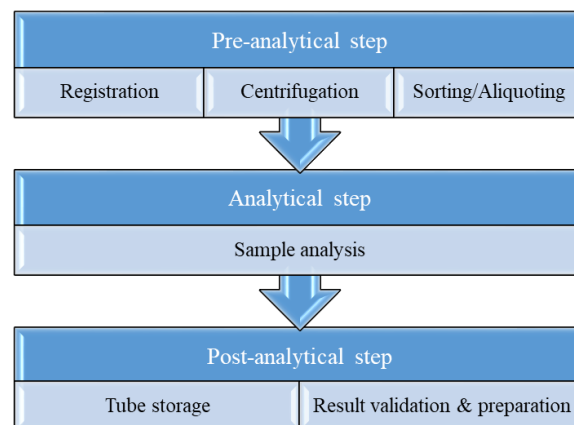 Pre-analytical step
Registration
Centrifugation
Sorting/Aliquoting
Analytical step
Sample analysis
Post-analytical step
Tube storage
Result validation & preparation